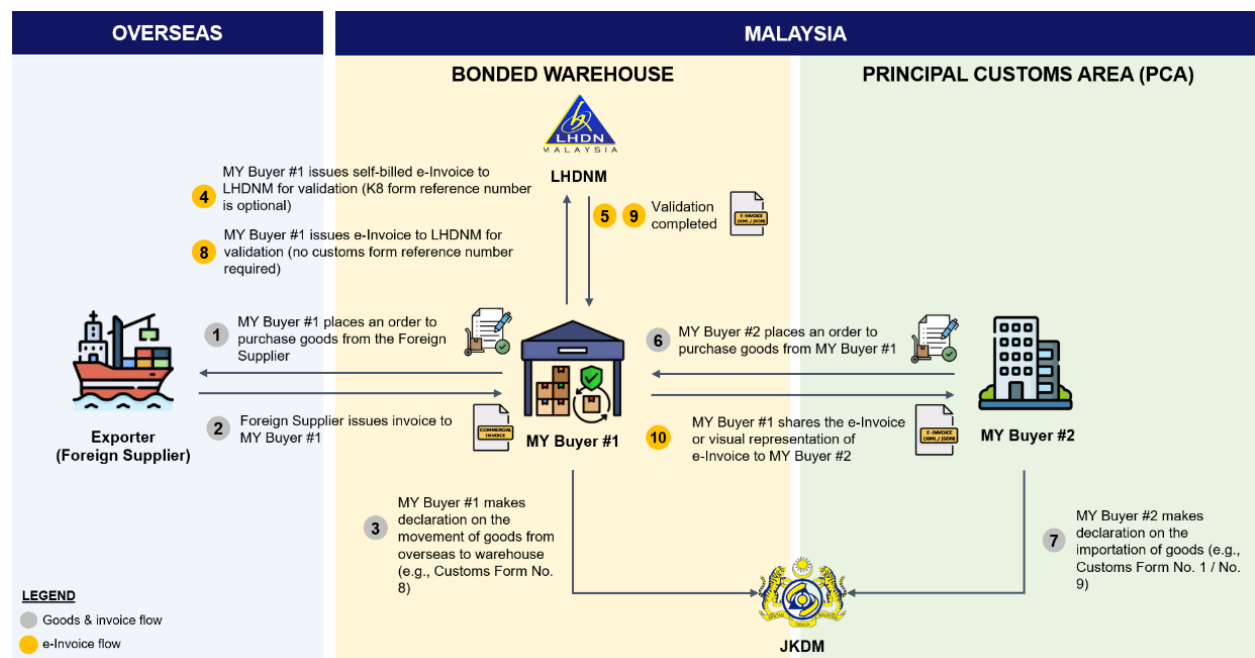 OVERSEAS
MALAYSIA
BONDED WAREHOUSE
PRINCIPAL CUSTOMS AREA (PCA)
LHDN
MALAYSIA
LHDNM
4
MY Buyer #1 issues self-billed e-Invoice to
LHDNM for validation (K8 form reference number
is optional)
5
9
Validation
completed
E-INVOICE
(XML / JSON)
8
MY Buyer #1 issues e-Invoice to LHDNM for
validation (no customs form reference number
required)
1
MY Buyer #1 places an order to
purchase goods from the Foreign
Supplier
6
MY Buyer #2 places an order to
purchase goods from MY Buyer #1
2
Foreign Supplier issues invoice to
MY Buyer #1
COMMERCIAL
INVOICE
Exporter
(Foreign Supplier)
MY Buyer #1
10
MY Buyer #1 shares the e-Invoice
or visual representation of
e-Invoice to MY Buyer #2
E-INVOICE
(XML / JSON)
MY Buyer #2
3
MY Buyer #1 makes
declaration on the
movement of goods from
overseas to warehouse
(e.g., Customs Form No.
8)
7
MY Buyer #2 makes
declaration on the
importation of goods (e.g.,
Customs Form No. 1 / No.
9)
JKDM
LEGEND
Goods & invoice flow
e-Invoice flow